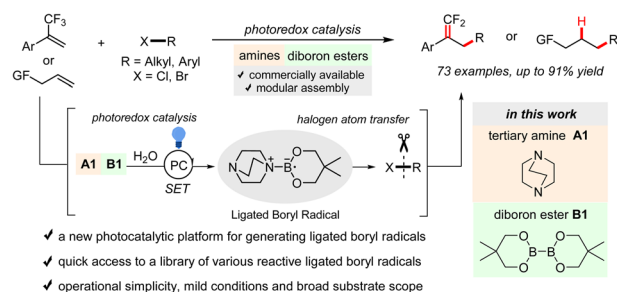 CF3
Ar
or
GF
+
X—R
R = Alkyl, Aryl
X = Cl, Br
photoredox catalysis
amines diboron esters
✓ commercially available
✓ modular assembly
CF2
Ar R
or
H
GF R
73 examples, up to 91% yield
photoredox catalysis
halogen atom transfer
A1 B1
H2O
PC
SET
N N+ B•− O O
X R
Ligated Boryl Radical
in this work
tertiary amine A1
N
N
diboron ester B1
O O
B B
O O
✓ a new photocatalytic platform for generating ligated boryl radicals
✓ quick access to a library of various reactive ligated boryl radicals
✓ operational simplicity, mild conditions and broad substrate scope